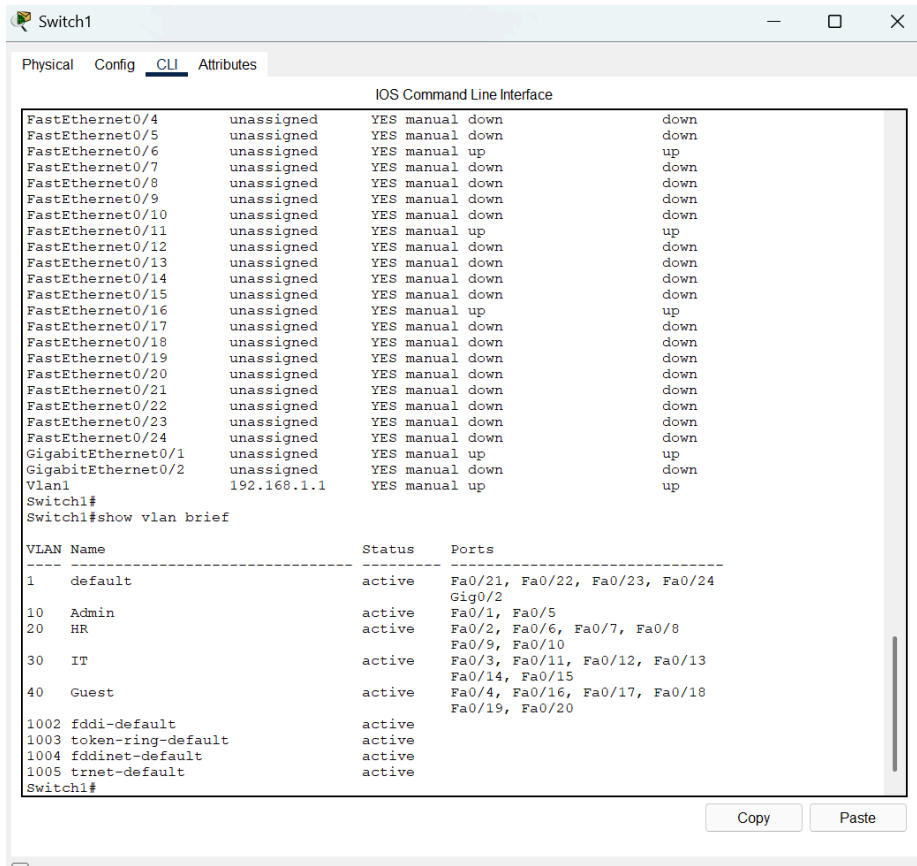 Switch1
Physical Config CLI Attributes
IOS Command Line Interface
FastEthernet0/4 unassigned YES manual down down
FastEthernet0/5 unassigned YES manual down down
FastEthernet0/6 unassigned YES manual up up
FastEthernet0/7 unassigned YES manual down down
FastEthernet0/8 unassigned YES manual down down
FastEthernet0/9 unassigned YES manual down down
FastEthernet0/10 unassigned YES manual down down
FastEthernet0/11 unassigned YES manual up up
FastEthernet0/12 unassigned YES manual down down
FastEthernet0/13 unassigned YES manual down down
FastEthernet0/14 unassigned YES manual down down
FastEthernet0/15 unassigned YES manual down down
FastEthernet0/16 unassigned YES manual up up
FastEthernet0/17 unassigned YES manual down down
FastEthernet0/18 unassigned YES manual down down
FastEthernet0/19 unassigned YES manual down down
FastEthernet0/20 unassigned YES manual down down
FastEthernet0/21 unassigned YES manual down down
FastEthernet0/22 unassigned YES manual down down
FastEthernet0/23 unassigned YES manual down down
FastEthernet0/24 unassigned YES manual down down
GigabitEthernet0/1 unassigned YES manual up up
GigabitEthernet0/2 unassigned YES manual down down
Vlan1 192.168.1.1 YES manual up up
Switch1#
Switch1#show vlan brief
VLAN Name Status Ports
---- -------------------------------- --------- -------------------------------
1 default active Fa0/21, Fa0/22, Fa0/23, Fa0/24
Gig0/2
10 Admin active Fa0/1, Fa0/5
20 HR active Fa0/2, Fa0/6, Fa0/7, Fa0/8
Fa0/9, Fa0/10
30 IT active Fa0/3, Fa0/11, Fa0/12, Fa0/13
Fa0/14, Fa0/15
40 Guest active Fa0/4, Fa0/16, Fa0/17, Fa0/18
Fa0/19, Fa0/20
1002 fddi-default active
1003 token-ring-default active
1004 fddinet-default active
1005 trnet-default active
Switch1#
Copy Paste